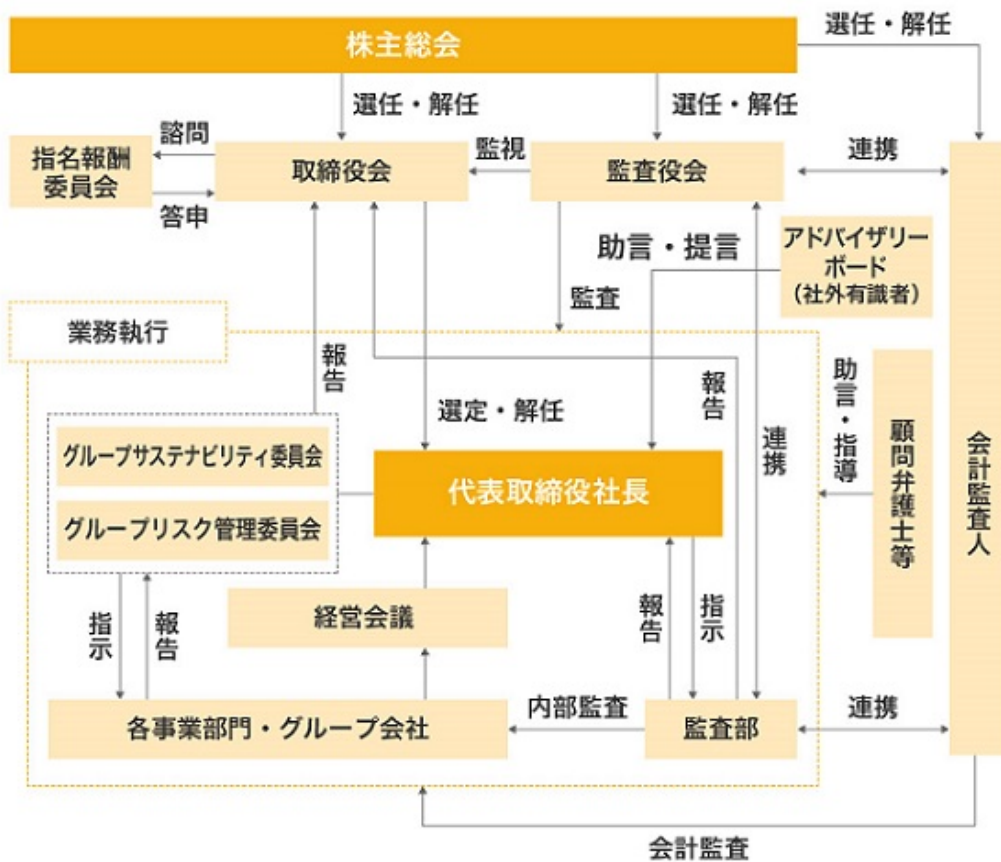 選任・解任
株主総会
選任・解任
選任・解任
諮問
指名報酬
委員会
答申
取締役会
監視
監査役会
連携
助言・提言
アドバイザリー
ボード
（社外有識者）
監査
業務執行
報告
選定・解任
報告
連携
助言・指導
顧問弁護士等
会計監査人
グループサステナビリティ委員会
グループリスク管理委員会
代表取締役社長
指示
報告
経営会議
報告
指示
各事業部門・グループ会社
内部監査
監査部
連携
会計監査